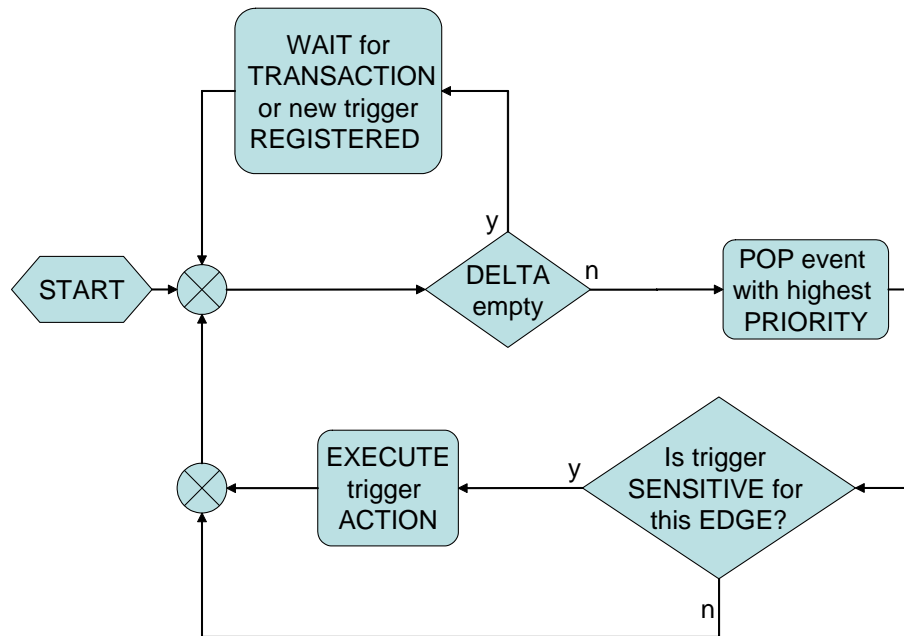 WAIT for
TRANSACTION
or new trigger
REGISTERED
y
START
DELTA
empty
n
POP event
with highest
PRIORITY
EXECUTE
trigger
ACTION
y
Is trigger
SENSITIVE for
this EDGE?
n